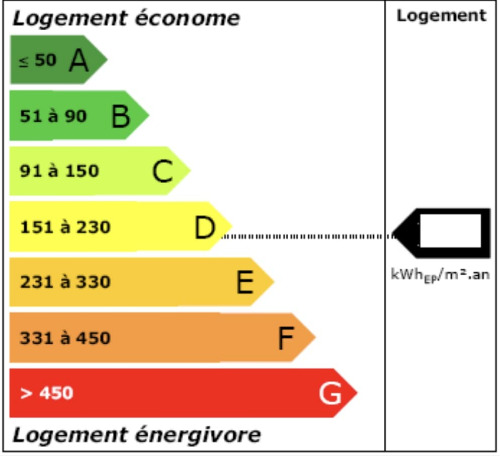 Logement économe
Logement
≤ 50 A
51 à 90 B
91 à 150 C
151 à 230 D
231 à 330 E
kWhEP/m².an
331 à 450 F
> 450 G
Logement énergivore